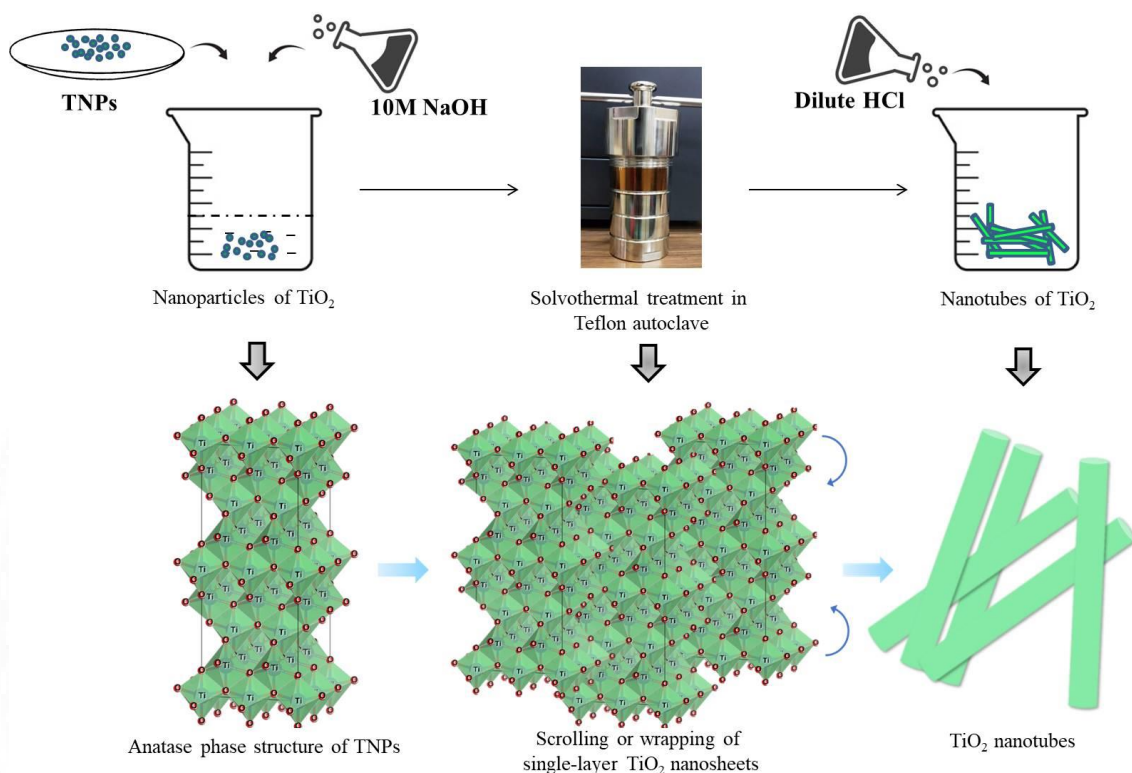 TNPs
10M NaOH
Dilute HCl
Nanoparticles of TiO₂
Solvothermal treatment in
Teflon autoclave
Nanotubes of TiO₂
Anatase phase structure of TNPs
Scrolling or wrapping of
single-layer TiO₂ nanosheets
TiO₂ nanotubes